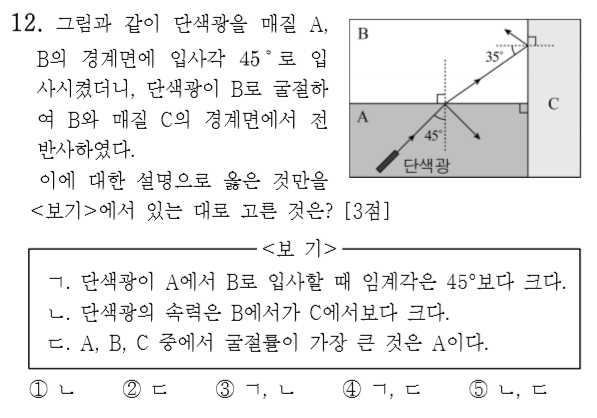 12. 그림과 같이 단색광을 매질 A,
B의 경계면에 입사각 45°로 입
사시켰더니, 단색광이 B로 굴절하
여 B와 매질 C의 경계면에서 전
반사하였다.
이에 대한 설명으로 옳은 것만을
<보기>에서 있는 대로 고른 것은? [3점]
B
35°
A
C
45°
단색광
<보 기>
ㄱ. 단색광이 A에서 B로 입사할 때 임계각은 45°보다 크다.
ㄴ. 단색광의 속력은 B에서가 C에서보다 크다.
ㄷ. A, B, C 중에서 굴절률이 가장 큰 것은 A이다.
① ㄴ ② ㄷ ③ ㄱ, ㄴ ④ ㄱ, ㄷ ⑤ ㄴ, ㄷ